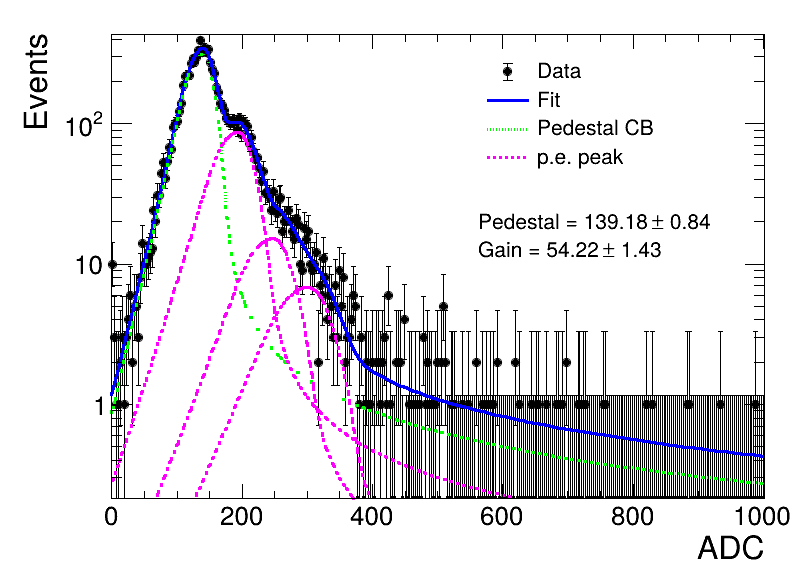 Events
10²
10
1
Data
Fit
Pedestal CB
p.e. peak
Pedestal = 139.18 ± 0.84
Gain = 54.22 ± 1.43
0 200 400 600 800 1000
ADC